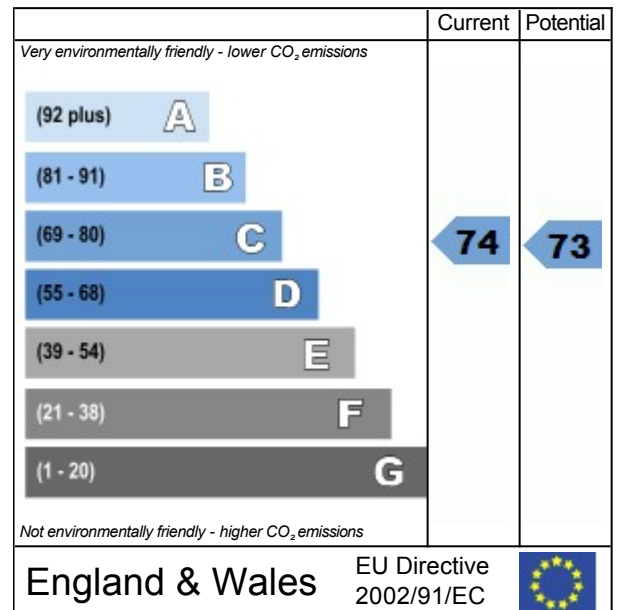 Current Potential
Very environmentally friendly - lower CO₂ emissions
(92 plus) A
(81 - 91) B
(69 - 80) C
74 73
(55 - 68) D
(39 - 54) E
(21 - 38) F
(1 - 20) G
Not environmentally friendly - higher CO₂ emissions
England & Wales
EU Directive
2002/91/EC